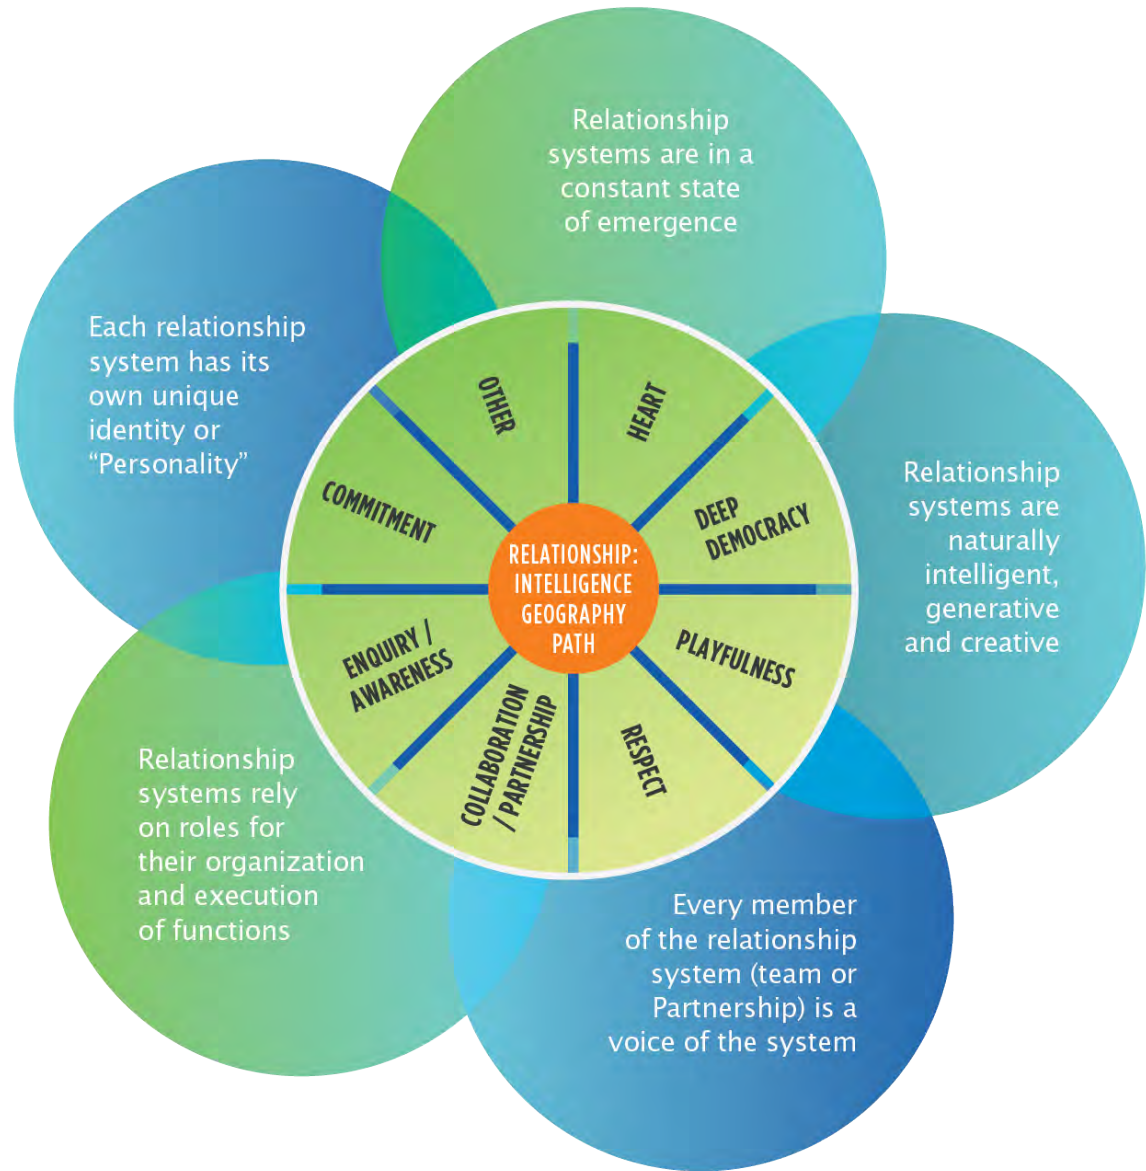 Relationship
systems are in a
constant state
of emergence
Each relationship
system has its
own unique
identity or
“Personality”
Relationship
systems are
naturally
intelligent,
generative
and creative
Relationship
systems rely
on roles for
their organization
and execution
of functions
Every member
of the relationship
system (team or
Partnership) is a
voice of the system
OTHER
HEART
COMMITMENT
DEEP
DEMOCRACY
RELATIONSHIP:
INTELLIGENCE
GEOGRAPHY
PATH
ENQUIRY /
AWARENESS
PLAYFULNESS
COLLABORATION
/ PARTNERSHIP
RESPECT